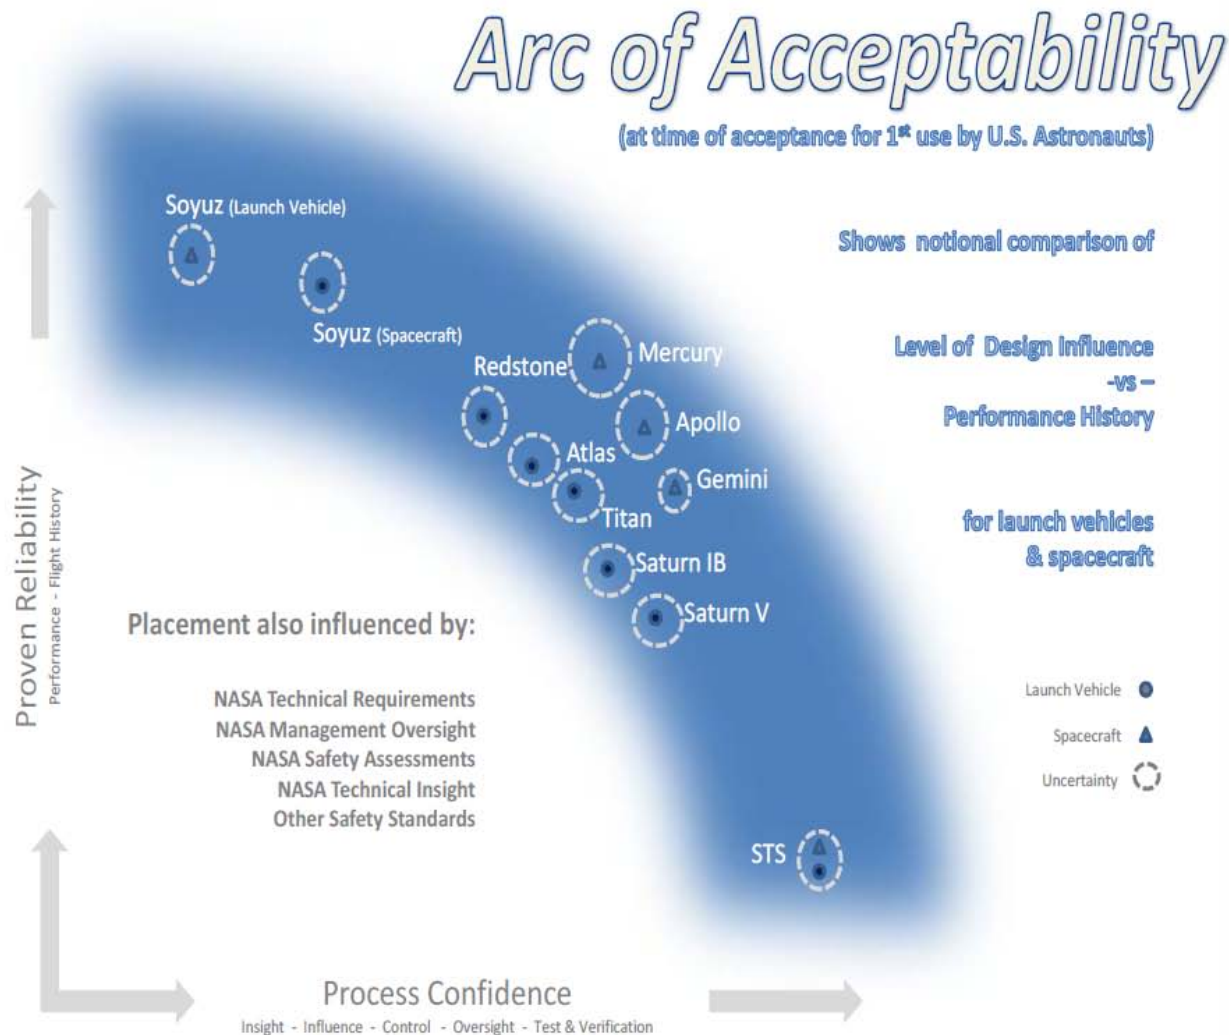 Arc of Acceptability
(at time of acceptance for 1st use by U.S. Astronauts)
Shows notional comparison of
Level of Design Influence
-vs –
Performance History
for launch vehicles
& spacecraft
Soyuz (Launch Vehicle)
Soyuz (Spacecraft)
Redstone
Mercury
Apollo
Atlas
Gemini
Titan
Saturn IB
Saturn V
STS
Proven Reliability
Performance - Flight History
Placement also influenced by:
NASA Technical Requirements
NASA Management Oversight
NASA Safety Assessments
NASA Technical Insight
Other Safety Standards
Launch Vehicle
Spacecraft
Uncertainty
Process Confidence
Insight - Influence - Control - Oversight - Test & Verification